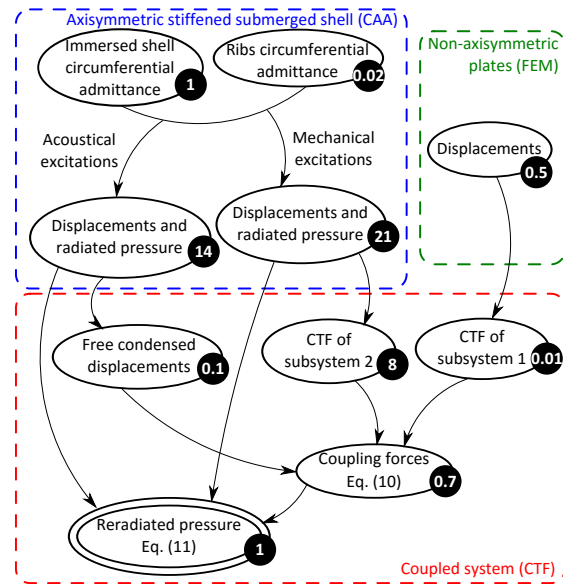 Axisymmetric stiffened submerged shell (CAA)
Immersed shell
circumferential
admittance
1
Ribs circumferential
admittance
0.02
Non-axisymmetric
plates (FEM)
Acoustical
excitations
Mechanical
excitations
Displacements
0.5
Displacements and
radiated pressure
14
Displacements and
radiated pressure
21
Free condensed
displacements
0.1
CTF of
subsystem 2
8
CTF of
subsystem 1
0.01
Coupling forces
Eq. (10)
0.7
Reradiated pressure
Eq. (11)
1
Coupled system (CTF)